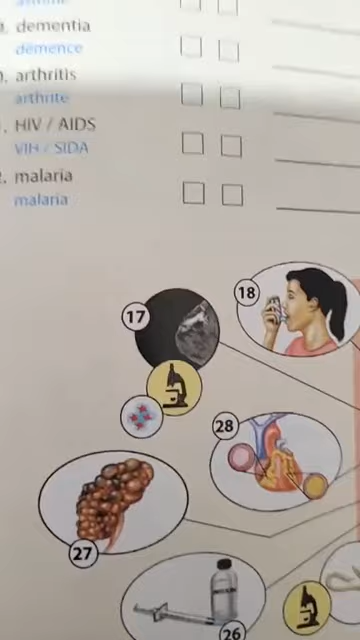 dementia
démence
arthritis
arthrite
HIV / AIDS
VIH / SIDA
malaria
malaria
17
18
28
27
26